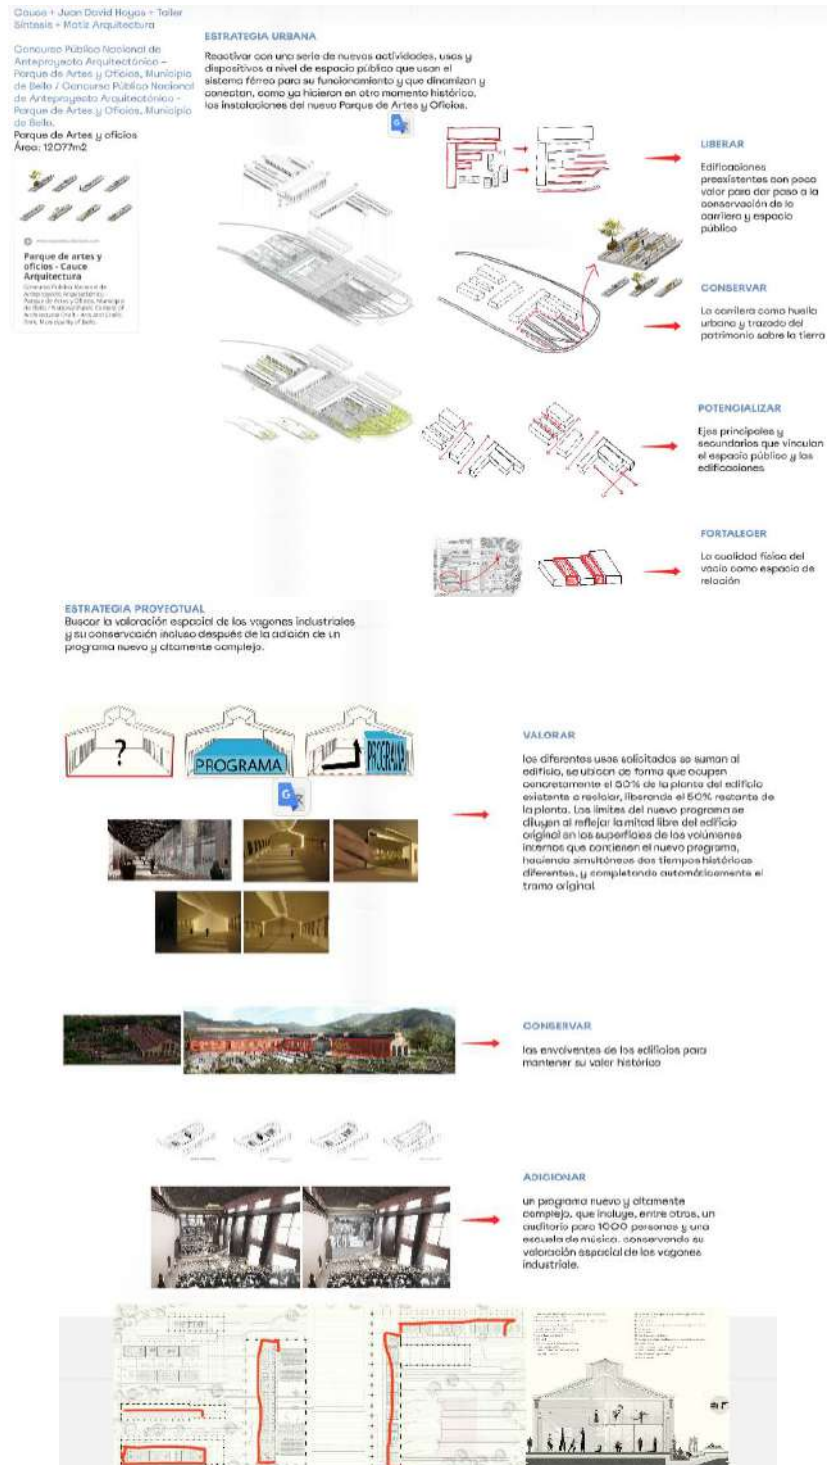 Cauce + Juan David Hoyos + Taller
Síntesis + Matiz Arquitectura
Concurso Público Nacional de
Anteproyecto Arquitectónico –
Parque de Artes y Oficios, Municipio
de Bello / Concurso Público Nacional
de Anteproyecto Arquitectónico –
Parque de Artes y Oficios, Municipio
de Bello.
Parque de Artes y oficios
Área: 12077m2
Parque de artes y
oficios - Cauce
Arquitectura
ESTRATEGIA URBANA
Reactivar con una serie de nuevas actividades, usos y
dispositivos a nivel de espacio público que usan el
sistema férreo para su funcionamiento y que dinamizan y
conectan, como ya hicieron en otro momento histórico,
las instalaciones del nuevo Parque de Artes y Oficios.
LIBERAR
Edificaciones
preexistentes con poco
valor para dar paso a la
conservación de la
carrilera y espacio
público
CONSERVAR
La carrilera como huella
urbana y trazado del
patrimonio sobre la tierra
POTENCIALIZAR
Ejes principales y
secundarios que vinculan
el espacio público y las
edificaciones
FORTALECER
La cualidad física del
vacío como espacio de
relación
ESTRATEGIA PROYECTUAL
Buscar la valoración espacial de los vagones industriales
y su conservación incluso después de la adición de un
programa nuevo y altamente complejo.
?
PROGRAMA
PROGRAMA
VALORAR
los diferentes usos solicitados se suman al
edificio, se ubican de forma que ocupen
concretamente el 50% de la planta del edificio
existente a reciclar, liberando el 50% restante de
la planta. Los límites del nuevo programa se
diluyen al reflejar la mitad libre del edificio
original en las superficies de los volúmenes
internos que contienen el nuevo programa,
haciendo simultáneos dos tiempos históricos
diferentes, y completando automáticamente el
tramo original
CONSERVAR
las envolventes de los edificios para
mantener su valor histórico
ADICIONAR
un programa nuevo y altamente
complejo, que incluye, entre otros, un
auditorio para 1000 personas y una
escuela de música. conservando su
valoración espacial de los vagones
industriale.